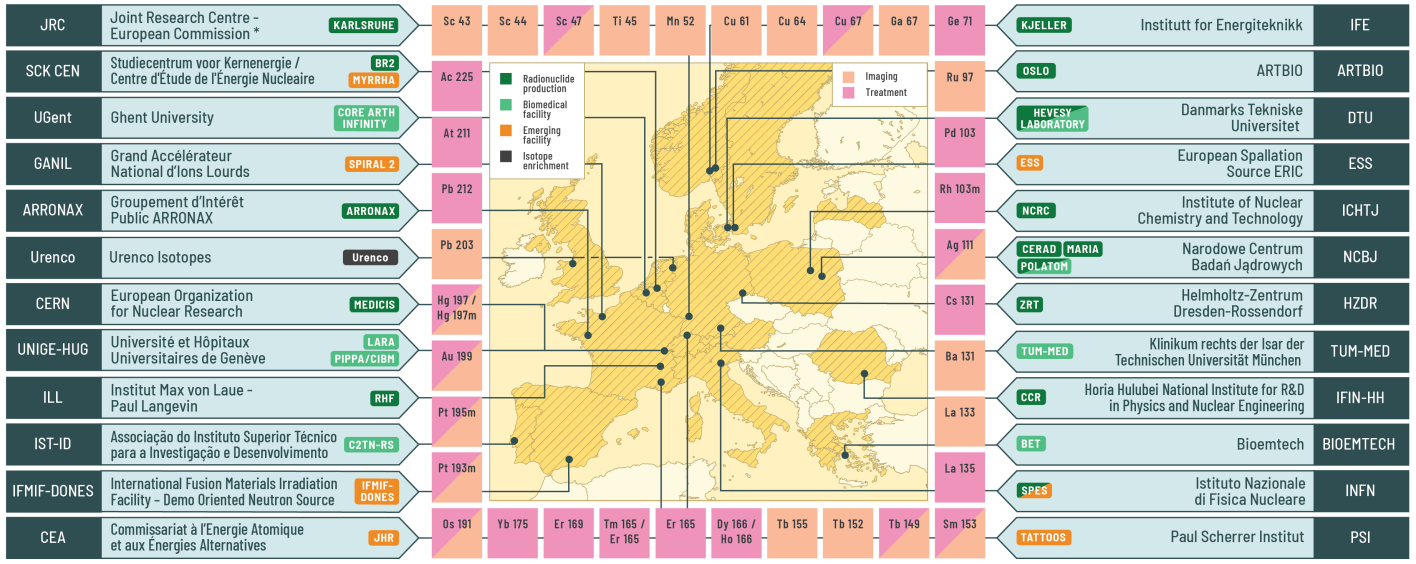 JRC
Joint Research Centre -
European Commission *
KARLSRUHE
SCK CEN
Studiecentrum voor Kernenergie /
Centre d'Étude de l'Énergie Nucleaire
BR2
MYRRHA
UGent
Ghent University
CORE ARTH
INFINITY
GANIL
Grand Accélérateur
National d'Ions Lourds
SPIRAL 2
ARRONAX
Groupement d'Intérêt
Public ARRONAX
ARRONAX
Urenco
Urenco Isotopes
Urenco
CERN
European Organization
for Nuclear Research
MEDICIS
UNIGE-HUG
Université et Hôpitaux
Universitaires de Genève
LARA
PIPPA/CIBM
ILL
Institut Max von Laue -
Paul Langevin
RHF
IST-ID
Associação do Instituto Superior Técnico
para a Investigação e Desenvolvimento
C2TN-RS
IFMIF-DONES
International Fusion Materials Irradiation
Facility - Demo Oriented Neutron Source
IFMIF-
DONES
CEA
Commissariat à l'Energie Atomique
et aux Énergies Alternatives
JHR
Sc 43
Sc 44
Sc 47
Ti 45
Mn 52
Cu 61
Cu 64
Cu 67
Ga 67
Ge 71
Ac 225
At 211
Pb 212
Pb 203
Hg 197 /
Hg 197m
Au 199
Pt 195m
Pt 193m
Os 191
Yb 175
Er 169
Tm 165 /
Er 165
Er 165
Dy 166 /
Ho 166
Tb 155
Tb 152
Tb 149
Sm 153
Radionuclide
production
Biomedical
facility
Emerging
facility
Isotope
enrichment
Imaging
Treatment
Ru 97
Pd 103
Rh 103m
Ag 111
Cs 131
Ba 131
La 133
La 135
KJELLER
Institutt for Energiteknikk
IFE
OSLO
ARTBIO
ARTBIO
HEVESY
LABORATORY
Danmarks Tekniske
Universitet
DTU
ESS
European Spallation
Source ERIC
ESS
NCRC
Institute of Nuclear
Chemistry and Technology
ICHTJ
CERAD
MARIA
POLATOM
Narodowe Centrum
Badań Jądrowych
NCBJ
ZRT
Helmholtz-Zentrum
Dresden-Rossendorf
HZDR
TUM-MED
Klinikum rechts der Isar der
Technischen Universität München
TUM-MED
CCR
Horia Hulubei National Institute for R&D
in Physics and Nuclear Engineering
IFIN-HH
BET
Bioemtech
BIOEMTECH
SPES
Istituto Nazionale
di Fisica Nucleare
INFN
TATTOOS
Paul Scherrer Institut
PSI